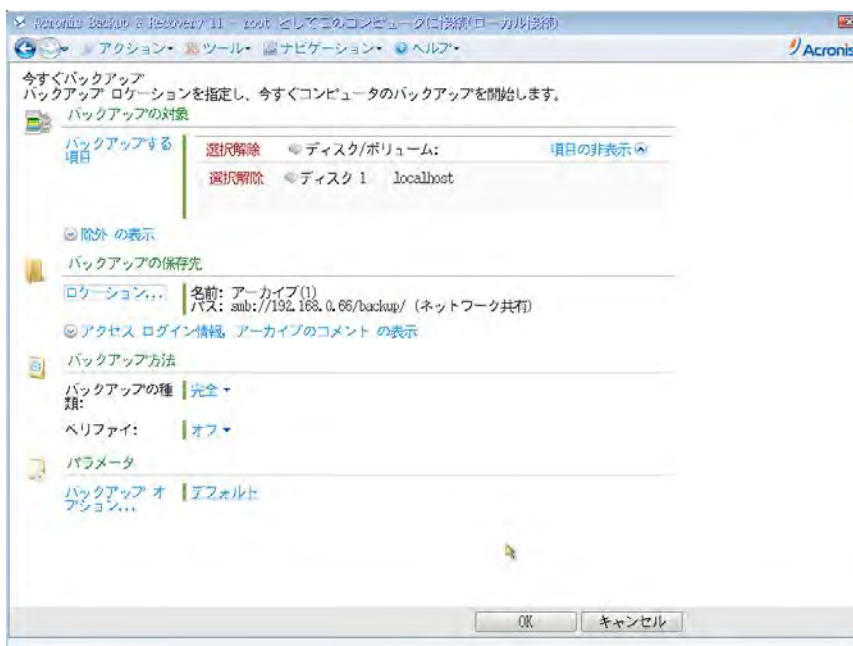 Acronis Backup & Recovery 11 - root としてこのコンピュータに接続(ローカル接続)
アクション ツール ナビゲーション ヘルプ
Acronis
今すぐバックアップ
バックアップ ロケーションを指定し、今すぐコンピュータのバックアップを開始します。
バックアップの対象
バックアップする
項目
選択解除 ディスク/ボリューム: 項目の非表示
選択解除 ディスク 1 localhost
除外 の表示
バックアップの保存先
ロケーション... 名前: アーカイブ(1)
パス: smb://192.168.0.66/backup/ (ネットワーク共有)
アクセス ログイン情報, アーカイブのコメント の表示
バックアップ方法
バックアップの種
類:
完全
ベリファイ: オフ
パラメータ
バックアップ オ
プション...
デフォルト
OK キャンセル